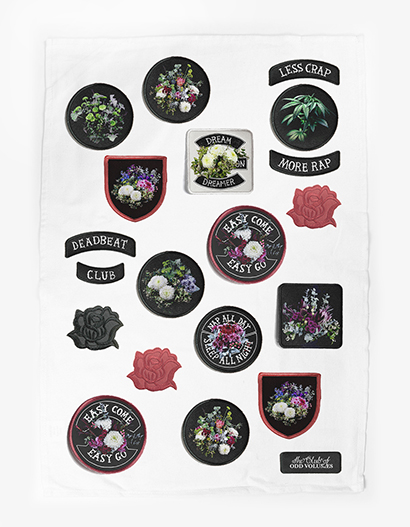 LESS CRAP
DREAM
ON
DREAMER
MORE RAP
EASY COME
EASY GO
DEADBEAT
CLUB
NAP ALL DAY
SLEEP ALL NIGHT
EASY COME
EASY GO
the Club of
ODD VOLUMES